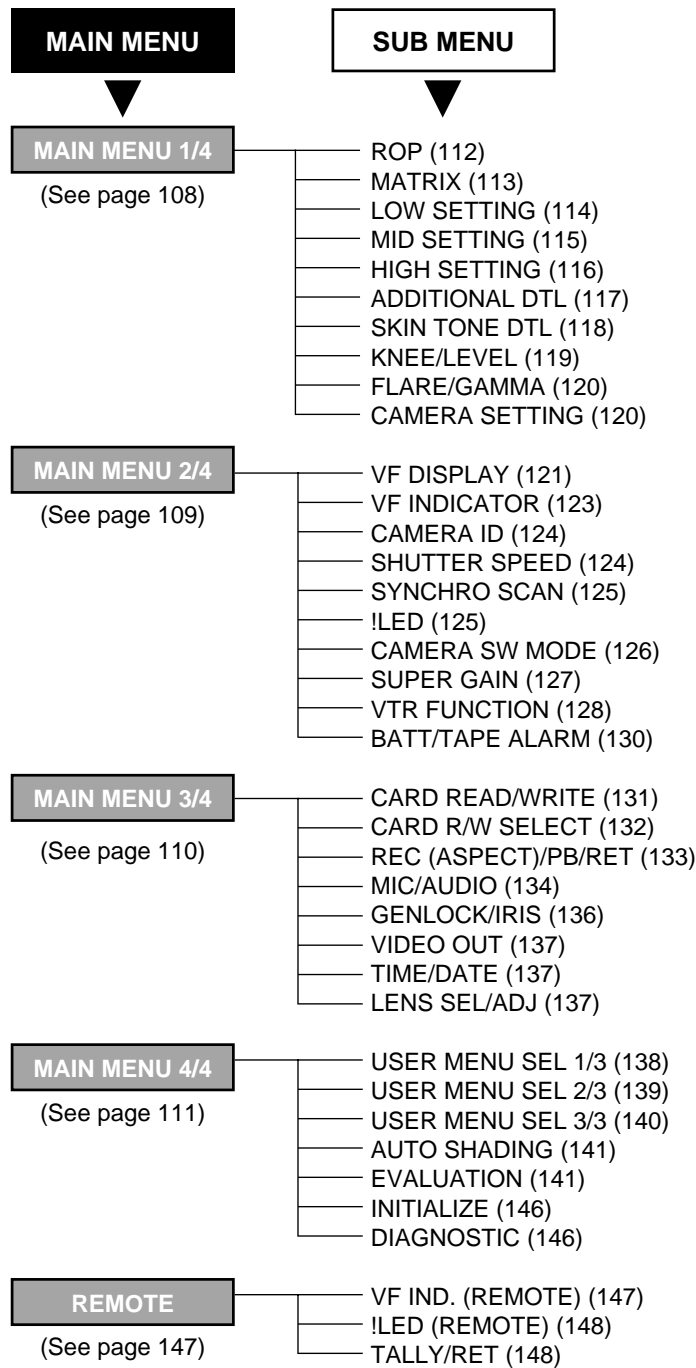 MAIN MENU
SUB MENU
MAIN MENU 1/4
(See page 108)
ROP (112)
MATRIX (113)
LOW SETTING (114)
MID SETTING (115)
HIGH SETTING (116)
ADDITIONAL DTL (117)
SKIN TONE DTL (118)
KNEE/LEVEL (119)
FLARE/GAMMA (120)
CAMERA SETTING (120)
MAIN MENU 2/4
(See page 109)
VF DISPLAY (121)
VF INDICATOR (123)
CAMERA ID (124)
SHUTTER SPEED (124)
SYNCHRO SCAN (125)
!LED (125)
CAMERA SW MODE (126)
SUPER GAIN (127)
VTR FUNCTION (128)
BATT/TAPE ALARM (130)
MAIN MENU 3/4
(See page 110)
CARD READ/WRITE (131)
CARD R/W SELECT (132)
REC (ASPECT)/PB/RET (133)
MIC/AUDIO (134)
GENLOCK/IRIS (136)
VIDEO OUT (137)
TIME/DATE (137)
LENS SEL/ADJ (137)
MAIN MENU 4/4
(See page 111)
USER MENU SEL 1/3 (138)
USER MENU SEL 2/3 (139)
USER MENU SEL 3/3 (140)
AUTO SHADING (141)
EVALUATION (141)
INITIALIZE (146)
DIAGNOSTIC (146)
REMOTE
(See page 147)
VF IND. (REMOTE) (147)
!LED (REMOTE) (148)
TALLY/RET (148)